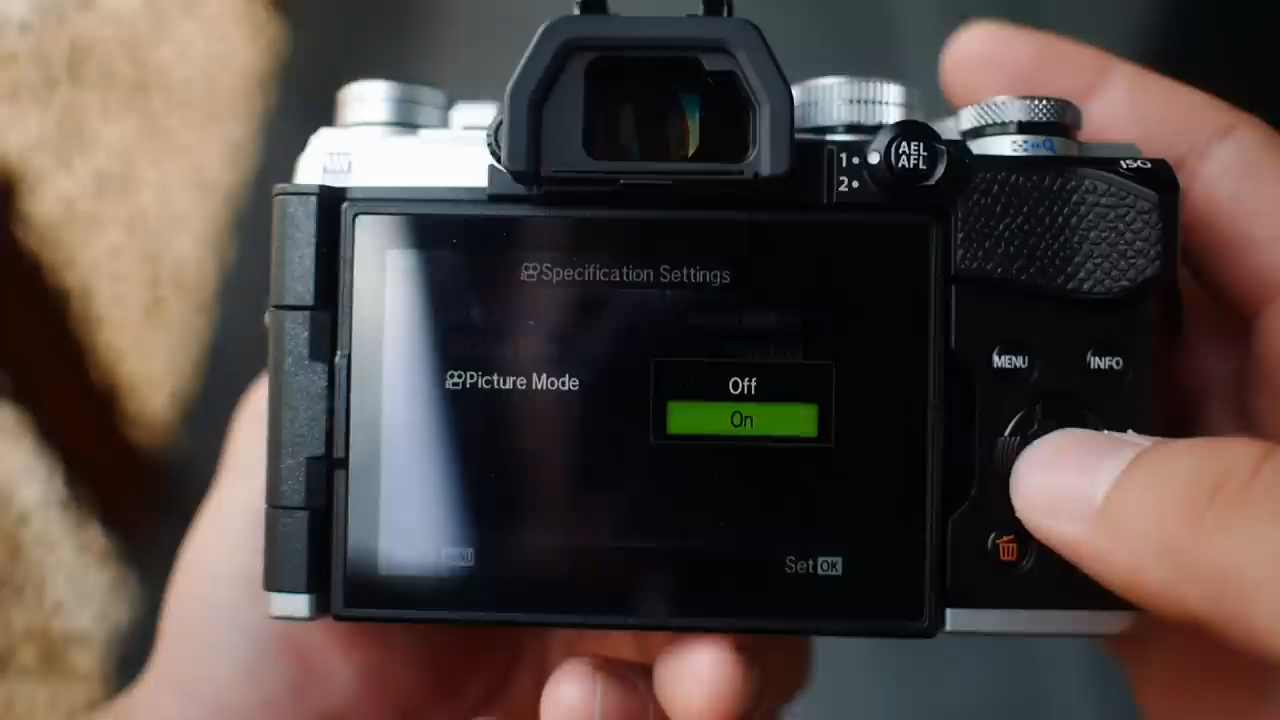 AEL
AFL
1
2
ISO
Specification Settings
MENU
INFO
Picture Mode
Off
On
Set OK